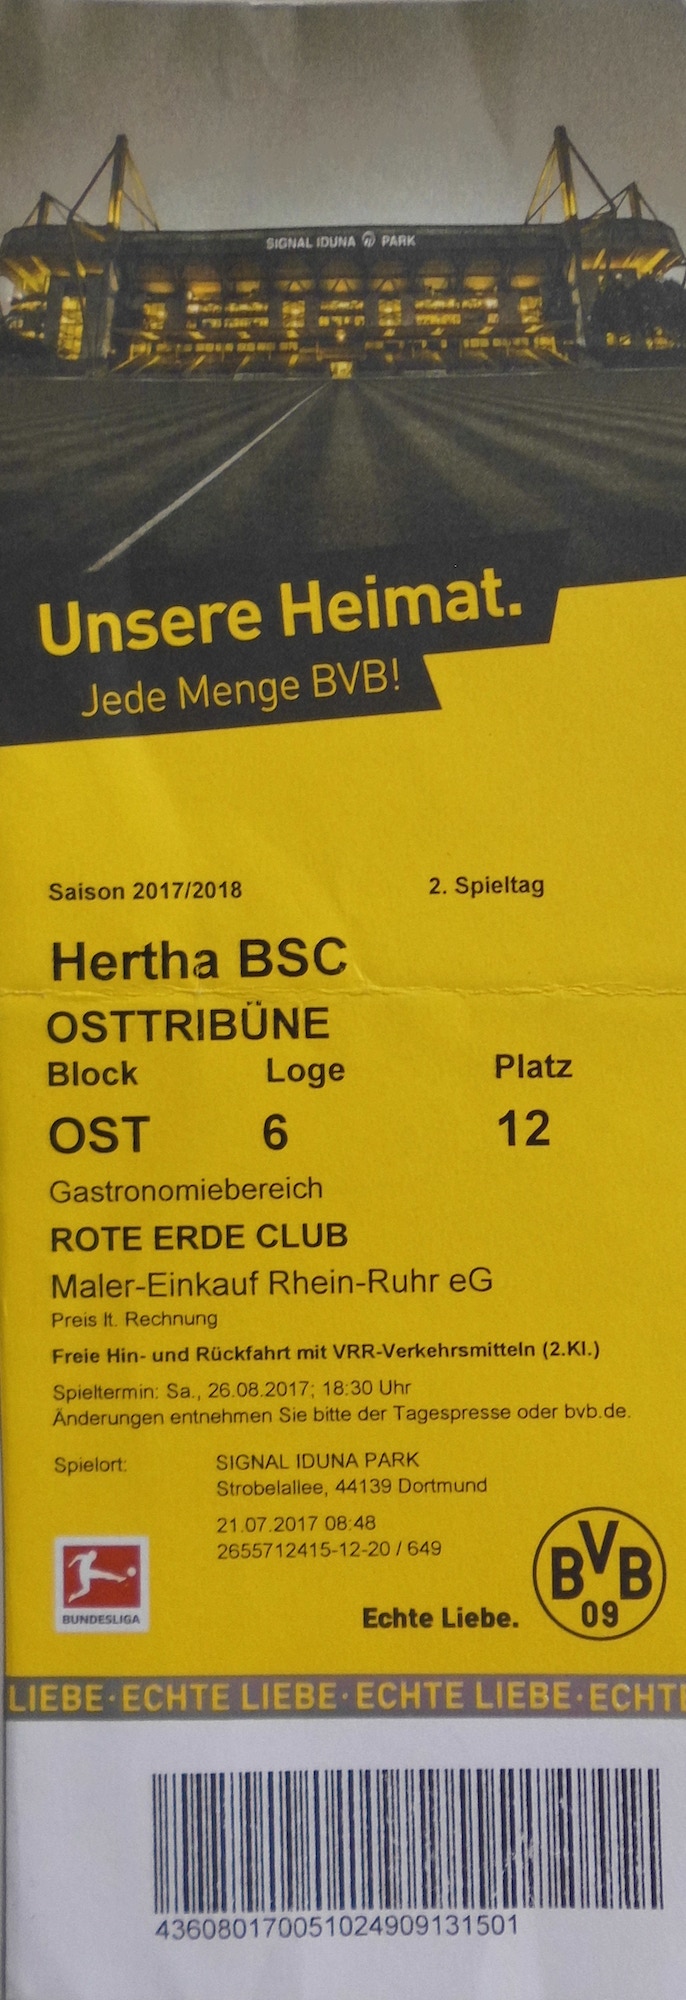 SIGNAL IDUNA PARK
Unsere Heimat.
Jede Menge BVB!
Saison 2017/2018 2. Spieltag
Hertha BSC
OSTTRIBÜNE
Block Loge Platz
OST 6 12
Gastronomiebereich
ROTE ERDE CLUB
Maler-Einkauf Rhein-Ruhr eG
Preis lt. Rechnung
Freie Hin- und Rückfahrt mit VRR-Verkehrsmitteln (2.Kl.)
Spieltermin: Sa., 26.08.2017; 18:30 Uhr
Änderungen entnehmen Sie bitte der Tagespresse oder bvb.de.
Spielort: SIGNAL IDUNA PARK
Strobelallee, 44139 Dortmund
21.07.2017 08:48
2655712415-12-20 / 649
BUNDESLIGA
Echte Liebe.
BVB
09
LIEBE · ECHTE LIEBE · ECHTE LIEBE · ECHTE
4360801700510249091​31501